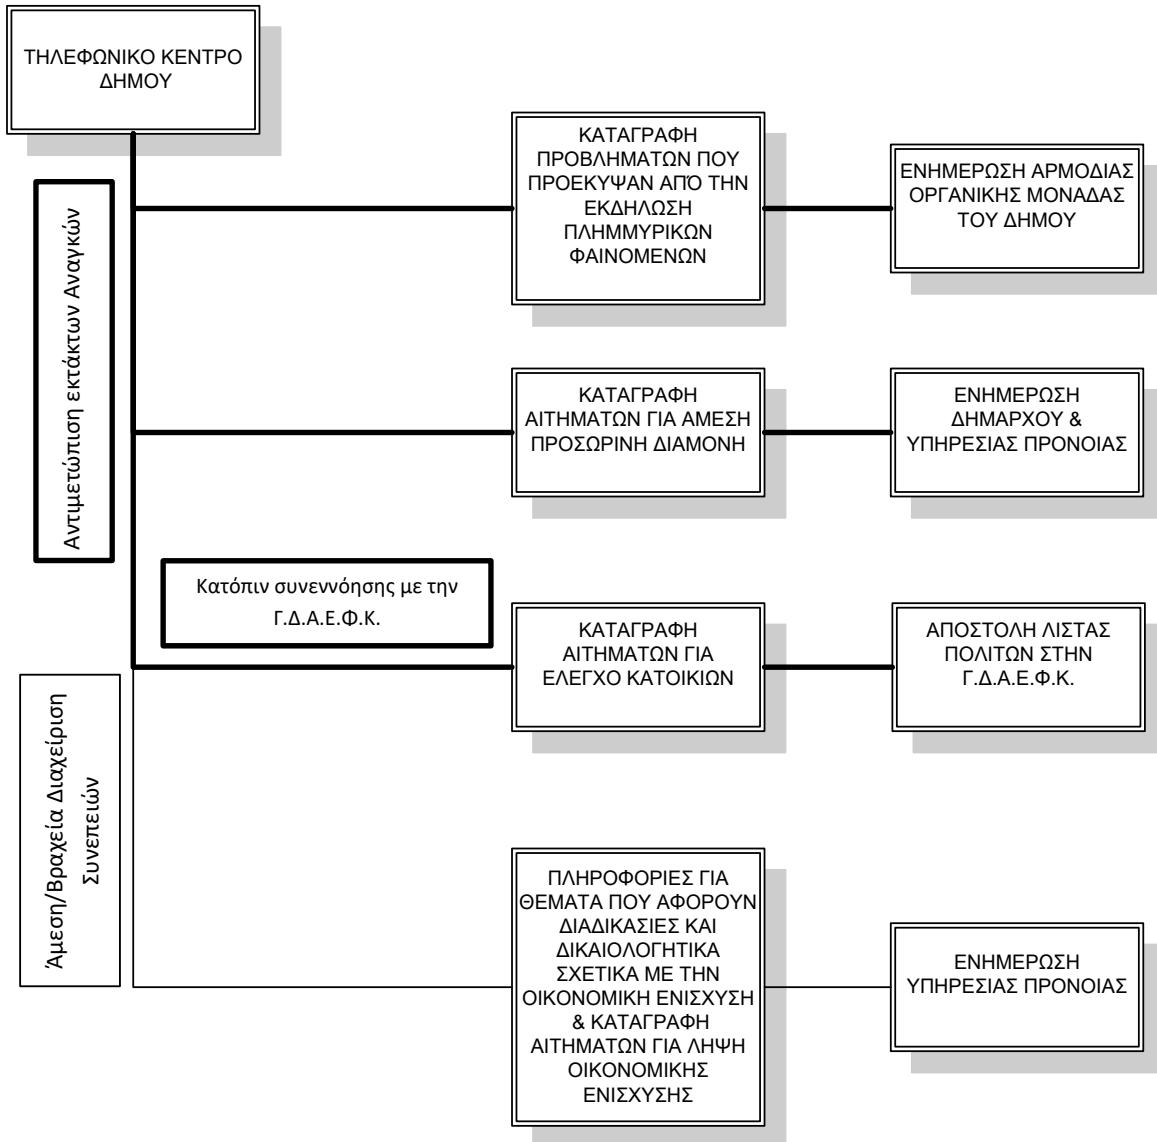 ΤΗΛΕΦΩΝΙΚΟ ΚΕΝΤΡΟ
ΔΗΜΟΥ
Αντιμετώπιση εκτάκτων Αναγκών
ΚΑΤΑΓΡΑΦΗ
ΠΡΟΒΛΗΜΑΤΩΝ ΠΟΥ
ΠΡΟΕΚΥΨΑΝ ΑΠΌ ΤΗΝ
ΕΚΔΗΛΩΣΗ
ΠΛΗΜΜΥΡΙΚΩΝ
ΦΑΙΝΟΜΕΝΩΝ
ΕΝΗΜΕΡΩΣΗ ΑΡΜΟΔΙΑΣ
ΟΡΓΑΝΙΚΗΣ ΜΟΝΑΔΑΣ
ΤΟΥ ΔΗΜΟΥ
ΚΑΤΑΓΡΑΦΗ
ΑΙΤΗΜΑΤΩΝ ΓΙΑ ΑΜΕΣΗ
ΠΡΟΣΩΡΙΝΗ ΔΙΑΜΟΝΗ
ΕΝΗΜΕΡΩΣΗ
ΔΗΜΑΡΧΟΥ &
ΥΠΗΡΕΣΙΑΣ ΠΡΟΝΟΙΑΣ
Κατόπιν συνεννόησης με την
Γ.Δ.Α.Ε.Φ.Κ.
ΚΑΤΑΓΡΑΦΗ
ΑΙΤΗΜΑΤΩΝ ΓΙΑ
ΕΛΕΓΧΟ ΚΑΤΟΙΚΙΩΝ
ΑΠΟΣΤΟΛΗ ΛΙΣΤΑΣ
ΠΟΛΙΤΩΝ ΣΤΗΝ
Γ.Δ.Α.Ε.Φ.Κ.
Άμεση/Βραχεία Διαχείριση
Συνεπειών
ΠΛΗΡΟΦΟΡΙΕΣ ΓΙΑ
ΘΕΜΑΤΑ ΠΟΥ ΑΦΟΡΟΥΝ
ΔΙΑΔΙΚΑΣΙΕΣ ΚΑΙ
ΔΙΚΑΙΟΛΟΓΗΤΙΚΑ
ΣΧΕΤΙΚΑ ΜΕ ΤΗΝ
ΟΙΚΟΝΟΜΙΚΗ ΕΝΙΣΧΥΣΗ
& ΚΑΤΑΓΡΑΦΗ
ΑΙΤΗΜΑΤΩΝ ΓΙΑ ΛΗΨΗ
ΟΙΚΟΝΟΜΙΚΗΣ
ΕΝΙΣΧΥΣΗΣ
ΕΝΗΜΕΡΩΣΗ
ΥΠΗΡΕΣΙΑΣ ΠΡΟΝΟΙΑΣ